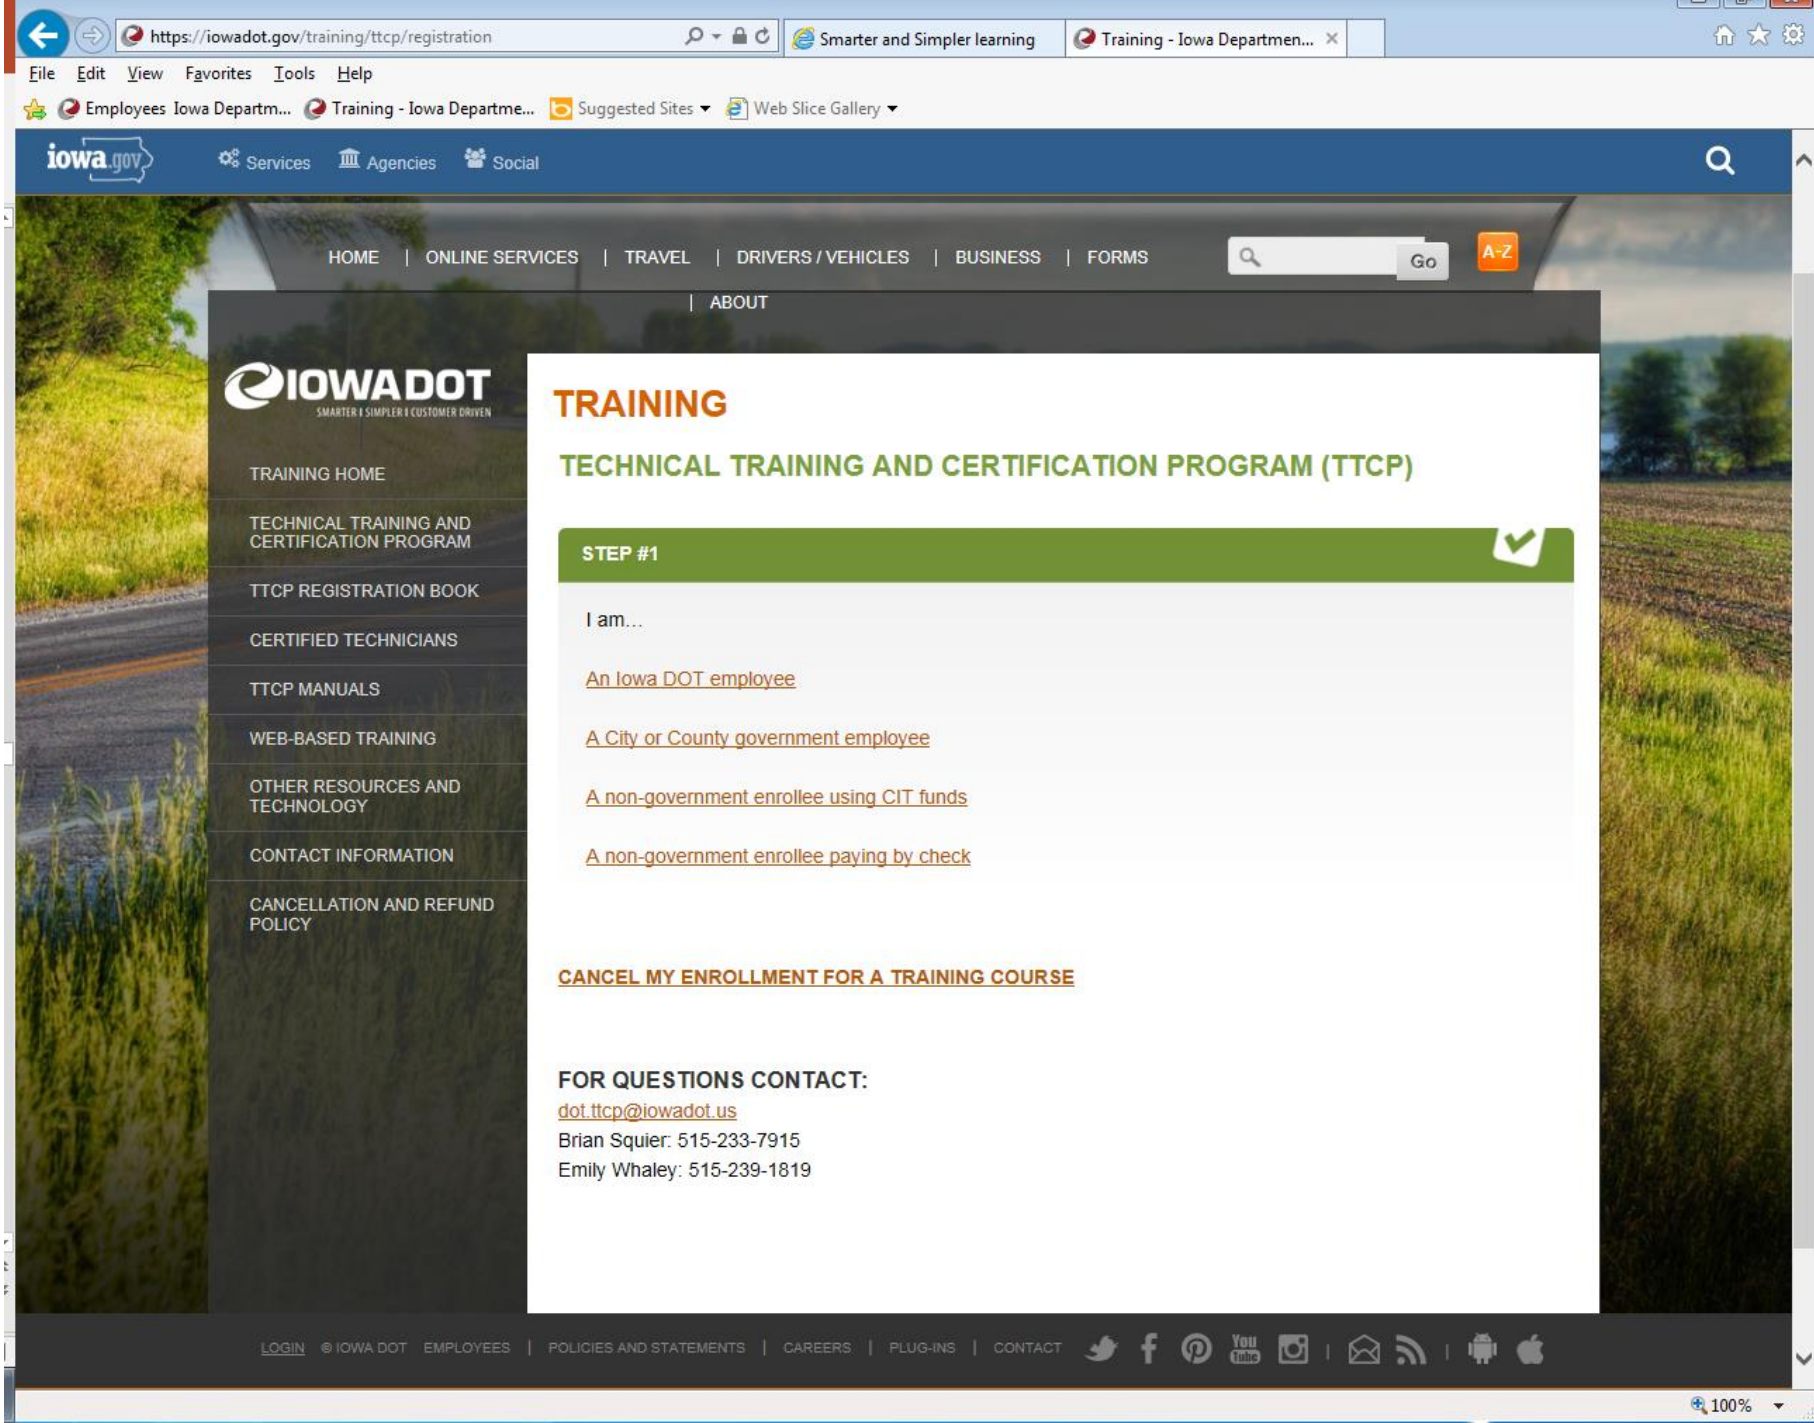 https://iowadot.gov/training/ttcp/registration
Smarter and Simpler learning
Training - Iowa Departmen...
File Edit View Favorites Tools Help
Employees Iowa Departm... Training - Iowa Departme... Suggested Sites Web Slice Gallery
iowa.gov Services Agencies Social
HOME | ONLINE SERVICES | TRAVEL | DRIVERS / VEHICLES | BUSINESS | FORMS Go A-Z
| ABOUT
IOWADOT
SMARTER I SIMPLER I CUSTOMER DRIVEN
TRAINING HOME
TECHNICAL TRAINING AND
CERTIFICATION PROGRAM
TTCP REGISTRATION BOOK
CERTIFIED TECHNICIANS
TTCP MANUALS
WEB-BASED TRAINING
OTHER RESOURCES AND
TECHNOLOGY
CONTACT INFORMATION
CANCELLATION AND REFUND
POLICY
TRAINING
TECHNICAL TRAINING AND CERTIFICATION PROGRAM (TTCP)
STEP #1
I am...
An Iowa DOT employee
A City or County government employee
A non-government enrollee using CIT funds
A non-government enrollee paying by check
CANCEL MY ENROLLMENT FOR A TRAINING COURSE
FOR QUESTIONS CONTACT:
dot.ttcp@iowadot.us
Brian Squier: 515-233-7915
Emily Whaley: 515-239-1819
LOGIN © IOWA DOT EMPLOYEES | POLICIES AND STATEMENTS | CAREERS | PLUG-INS | CONTACT You Tube
100%